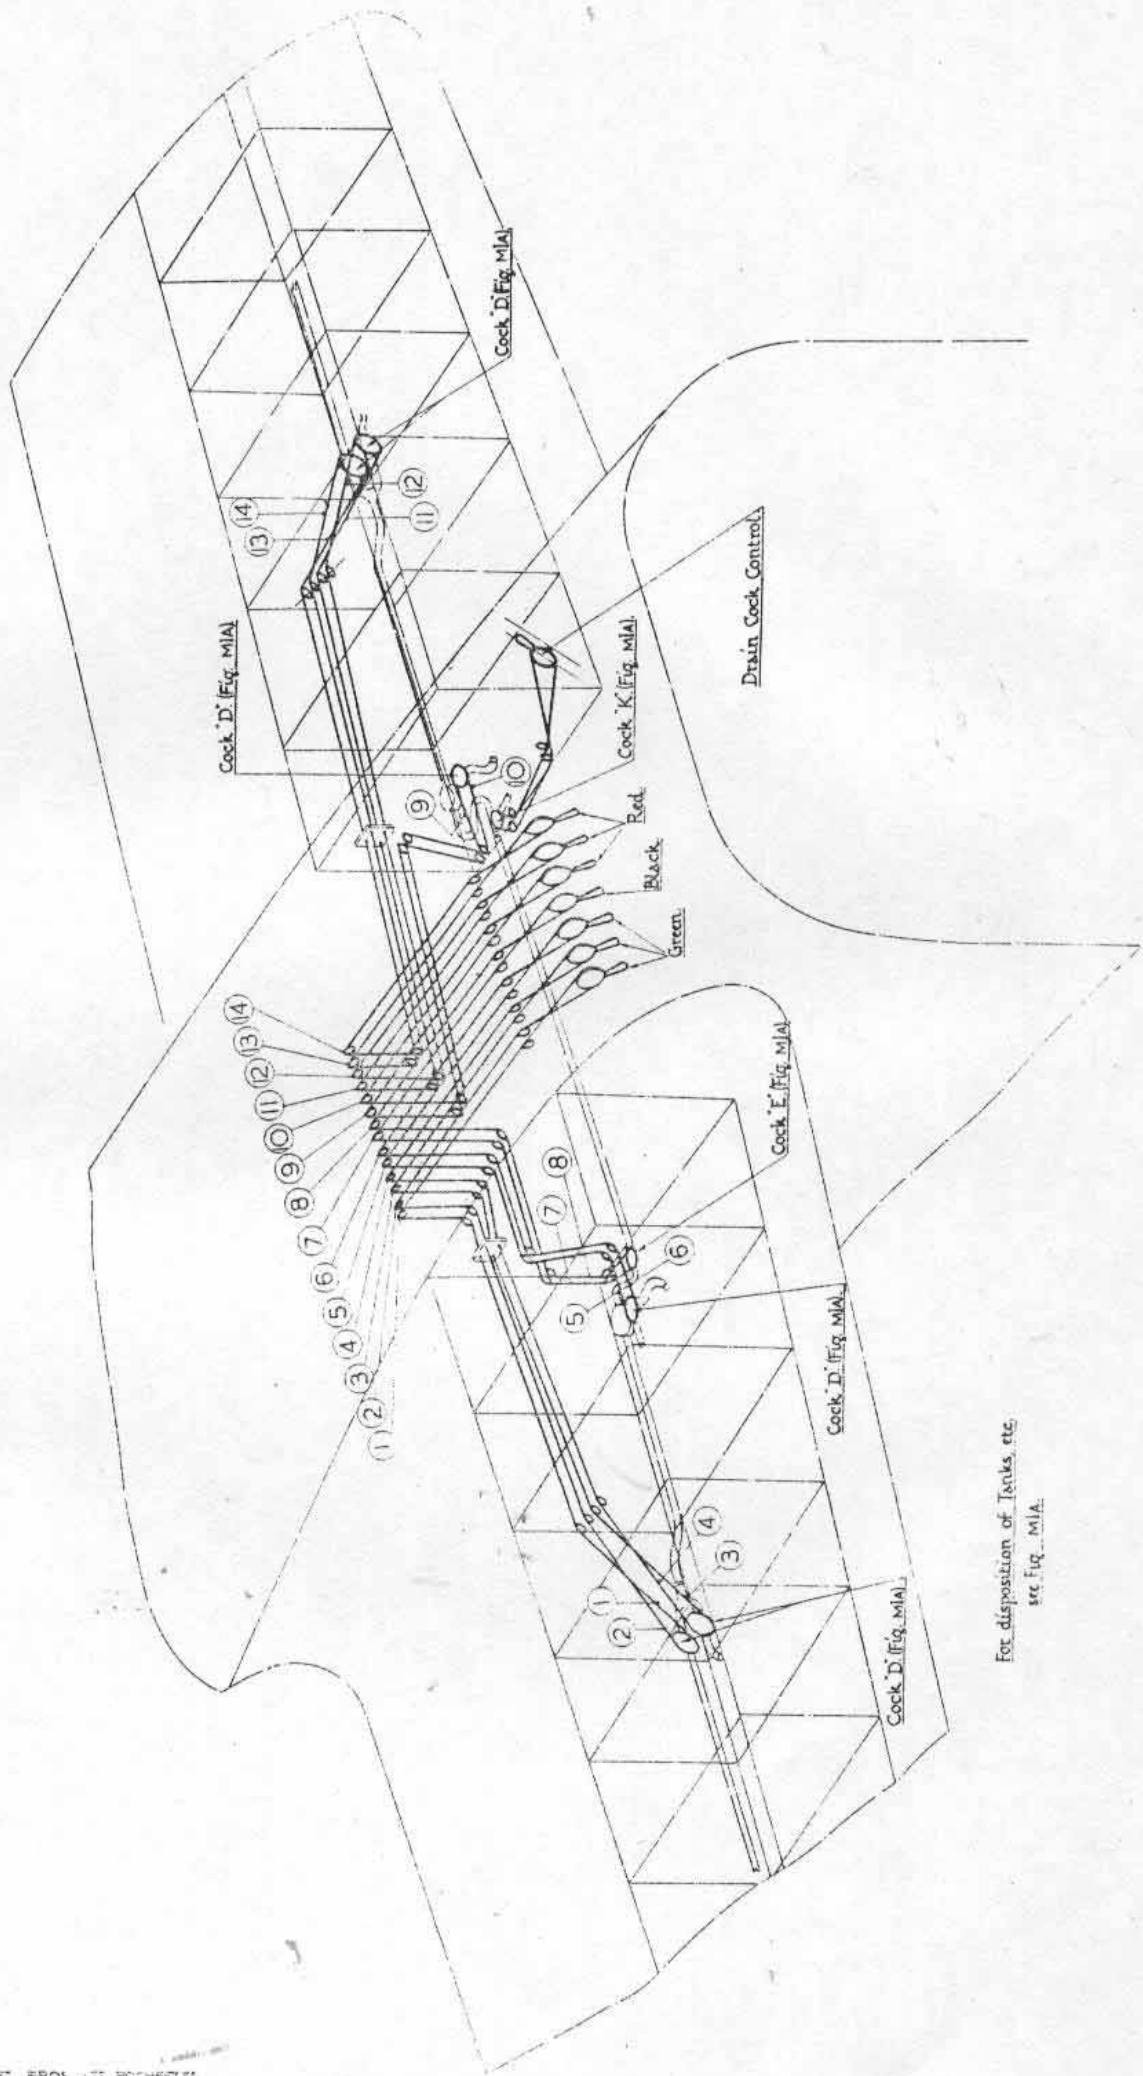 Cock "D" (Fig. M1A)
Cock "D" (Fig. M1A)
14
13
12
11
9
10
Cock "K" (Fig. M1A)
Drain Cock Control.
Red.
Black.
Green.
14
13
12
11
10
9
8
7
6
5
4
3
2
1
7
8
5
6
Cock "E" (Fig. M1A)
Cock "D" (Fig. M1A)
1
2
4
3
Cock "D" (Fig. M1A)
For disposition of Tanks, etc.
see Fig. M1A.
BROS